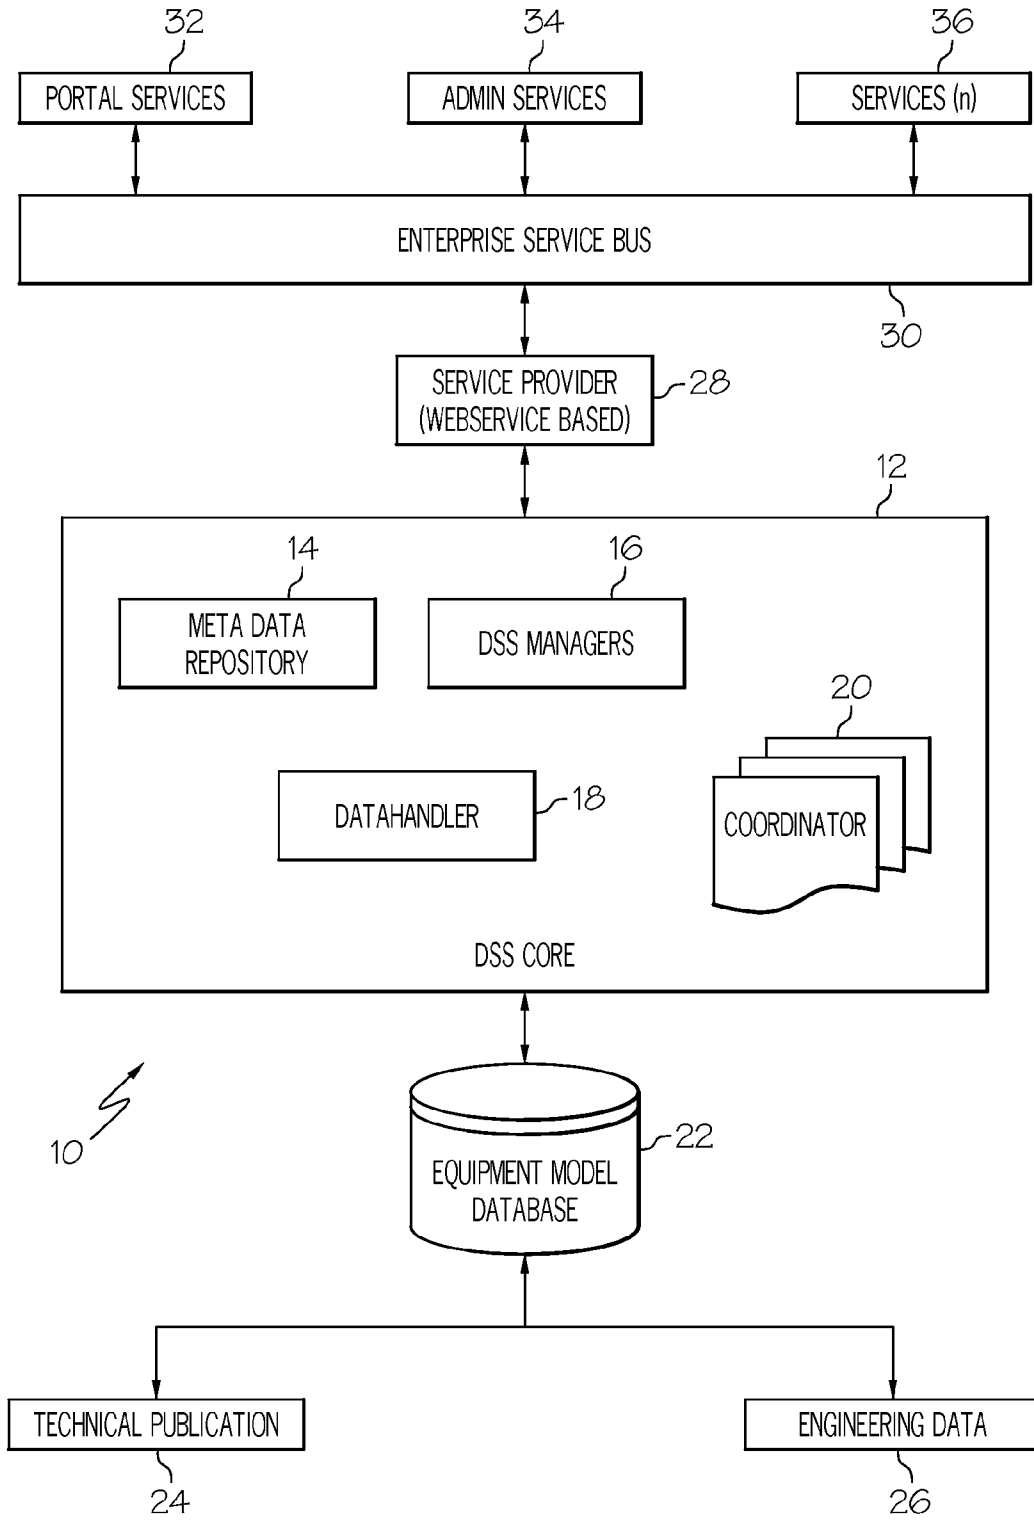 32
34
36
PORTAL SERVICES
ADMIN SERVICES
SERVICES (n)
ENTERPRISE SERVICE BUS
30
SERVICE PROVIDER
(WEBSERVICE BASED)
28
12
14
16
META DATA
REPOSITORY
DSS MANAGERS
20
DATAHANDLER
18
COORDINATOR
DSS CORE
10
22
EQUIPMENT MODEL
DATABASE
TECHNICAL PUBLICATION
ENGINEERING DATA
24
26